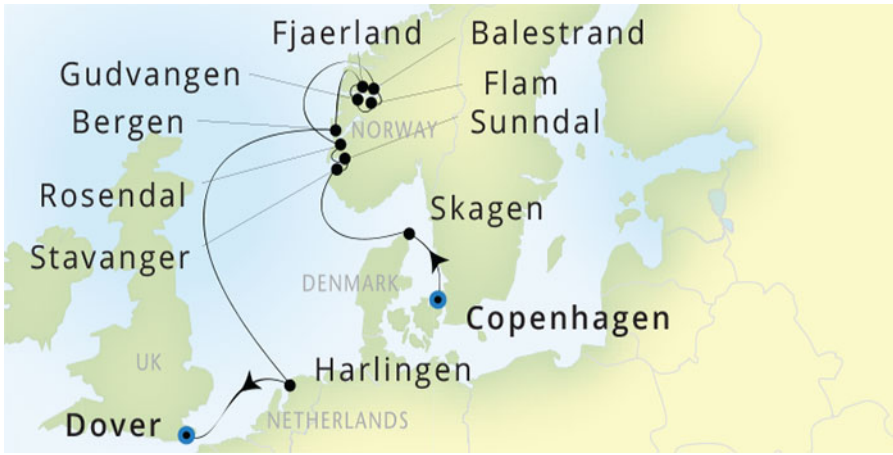 Fjaerland
Balestrand
Gudvangen
Flam
Bergen
NORWAY
Sunndal
Rosendal
Skagen
Stavanger
DENMARK
Copenhagen
UK
Harlingen
Dover
NETHERLANDS